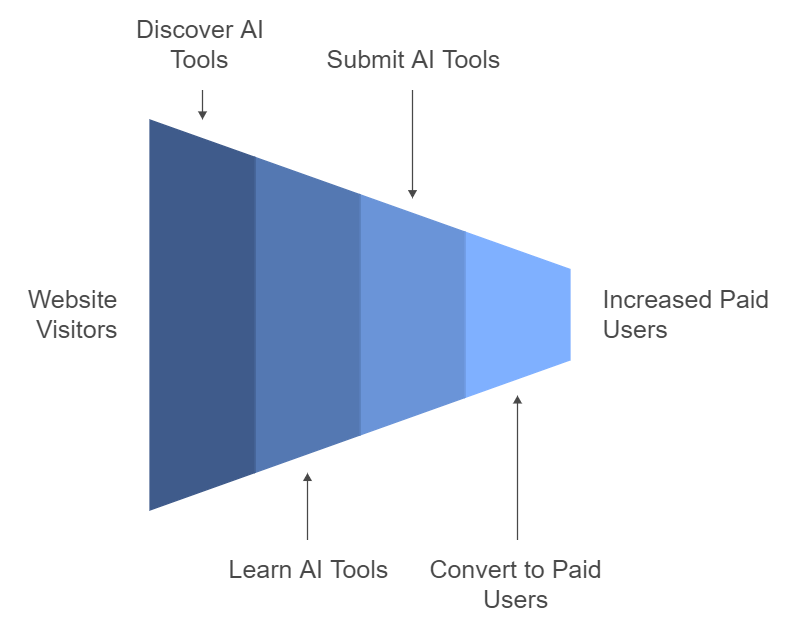 Discover AI
Tools
Submit AI Tools
Website
Visitors
Increased Paid
Users
Learn AI Tools
Convert to Paid
Users